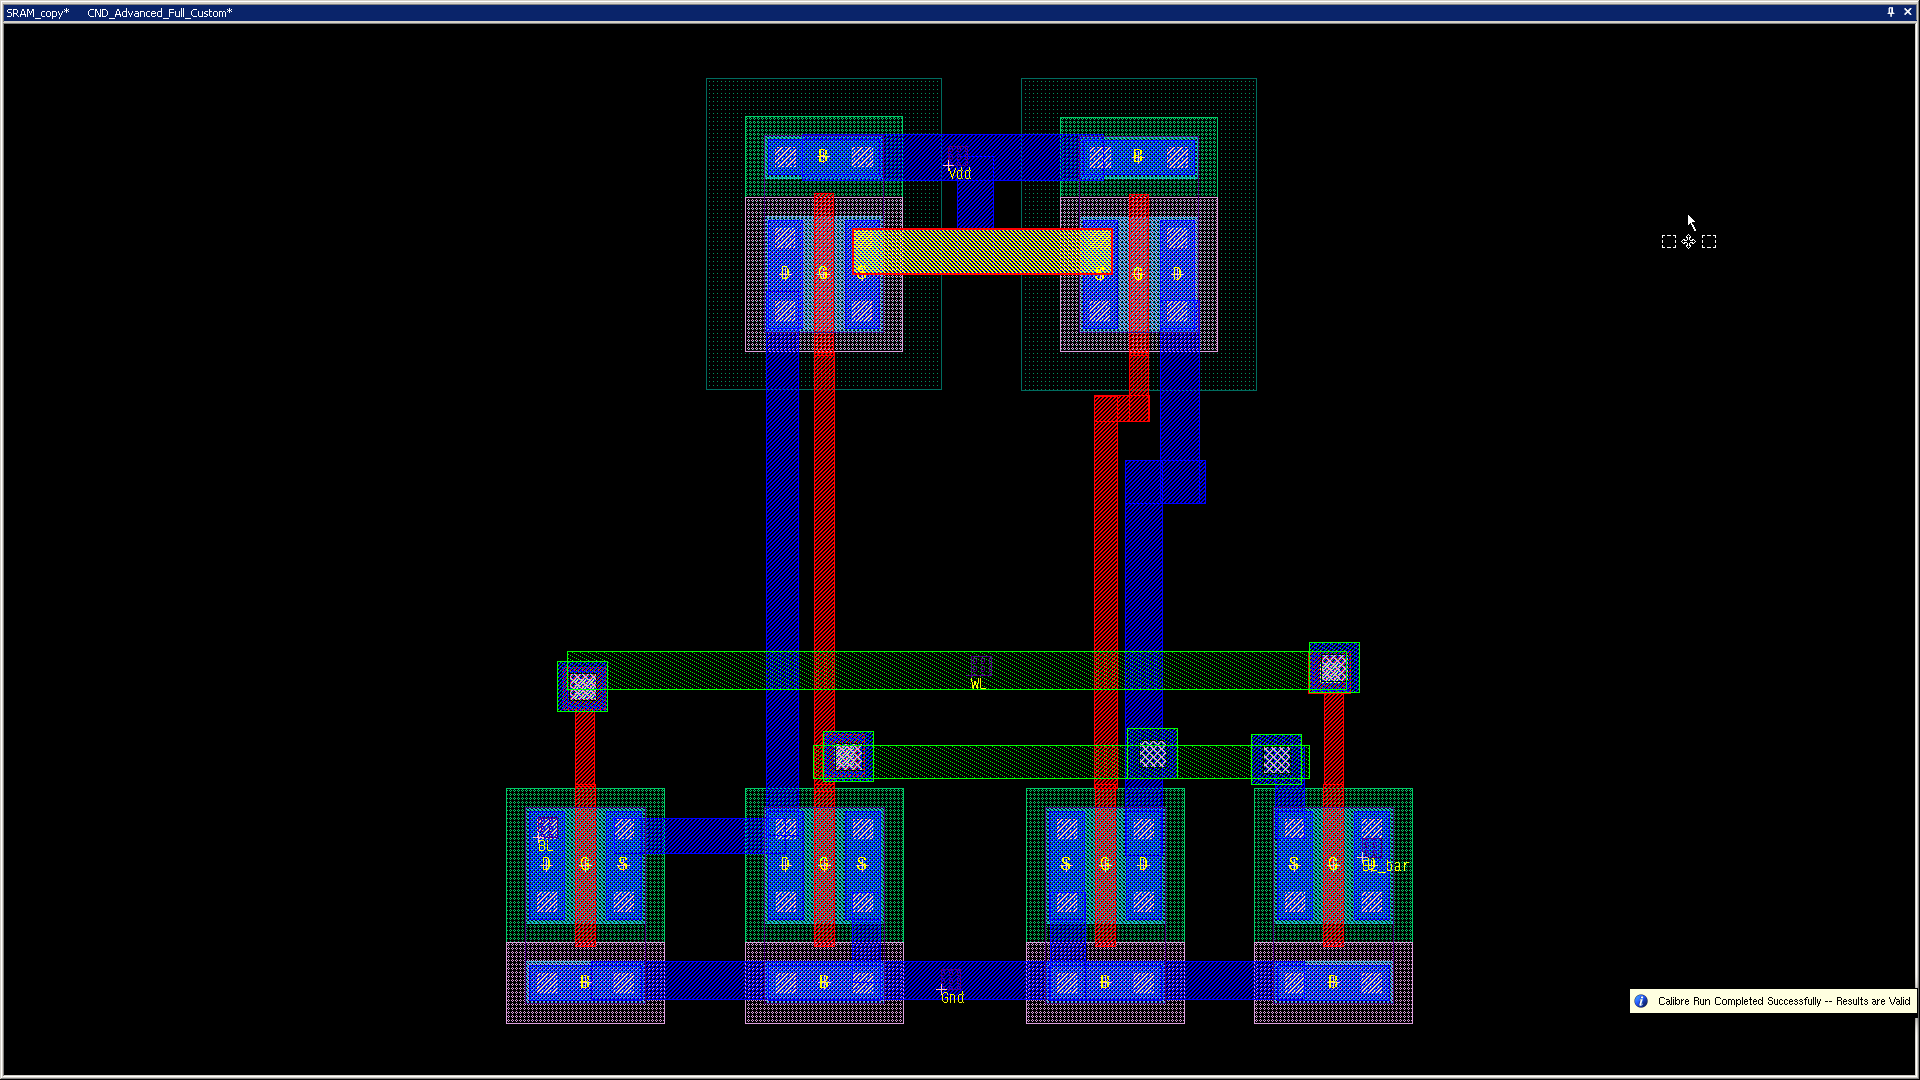 SRAM_copy* CND_Advanced_Full_Custom*
B B
Vdd
D G S S G D
WL
BL
D G S D G S S G D S G
BL_bar
B B B B
Gnd
Calibre Run Completed Successfully -- Results are Valid